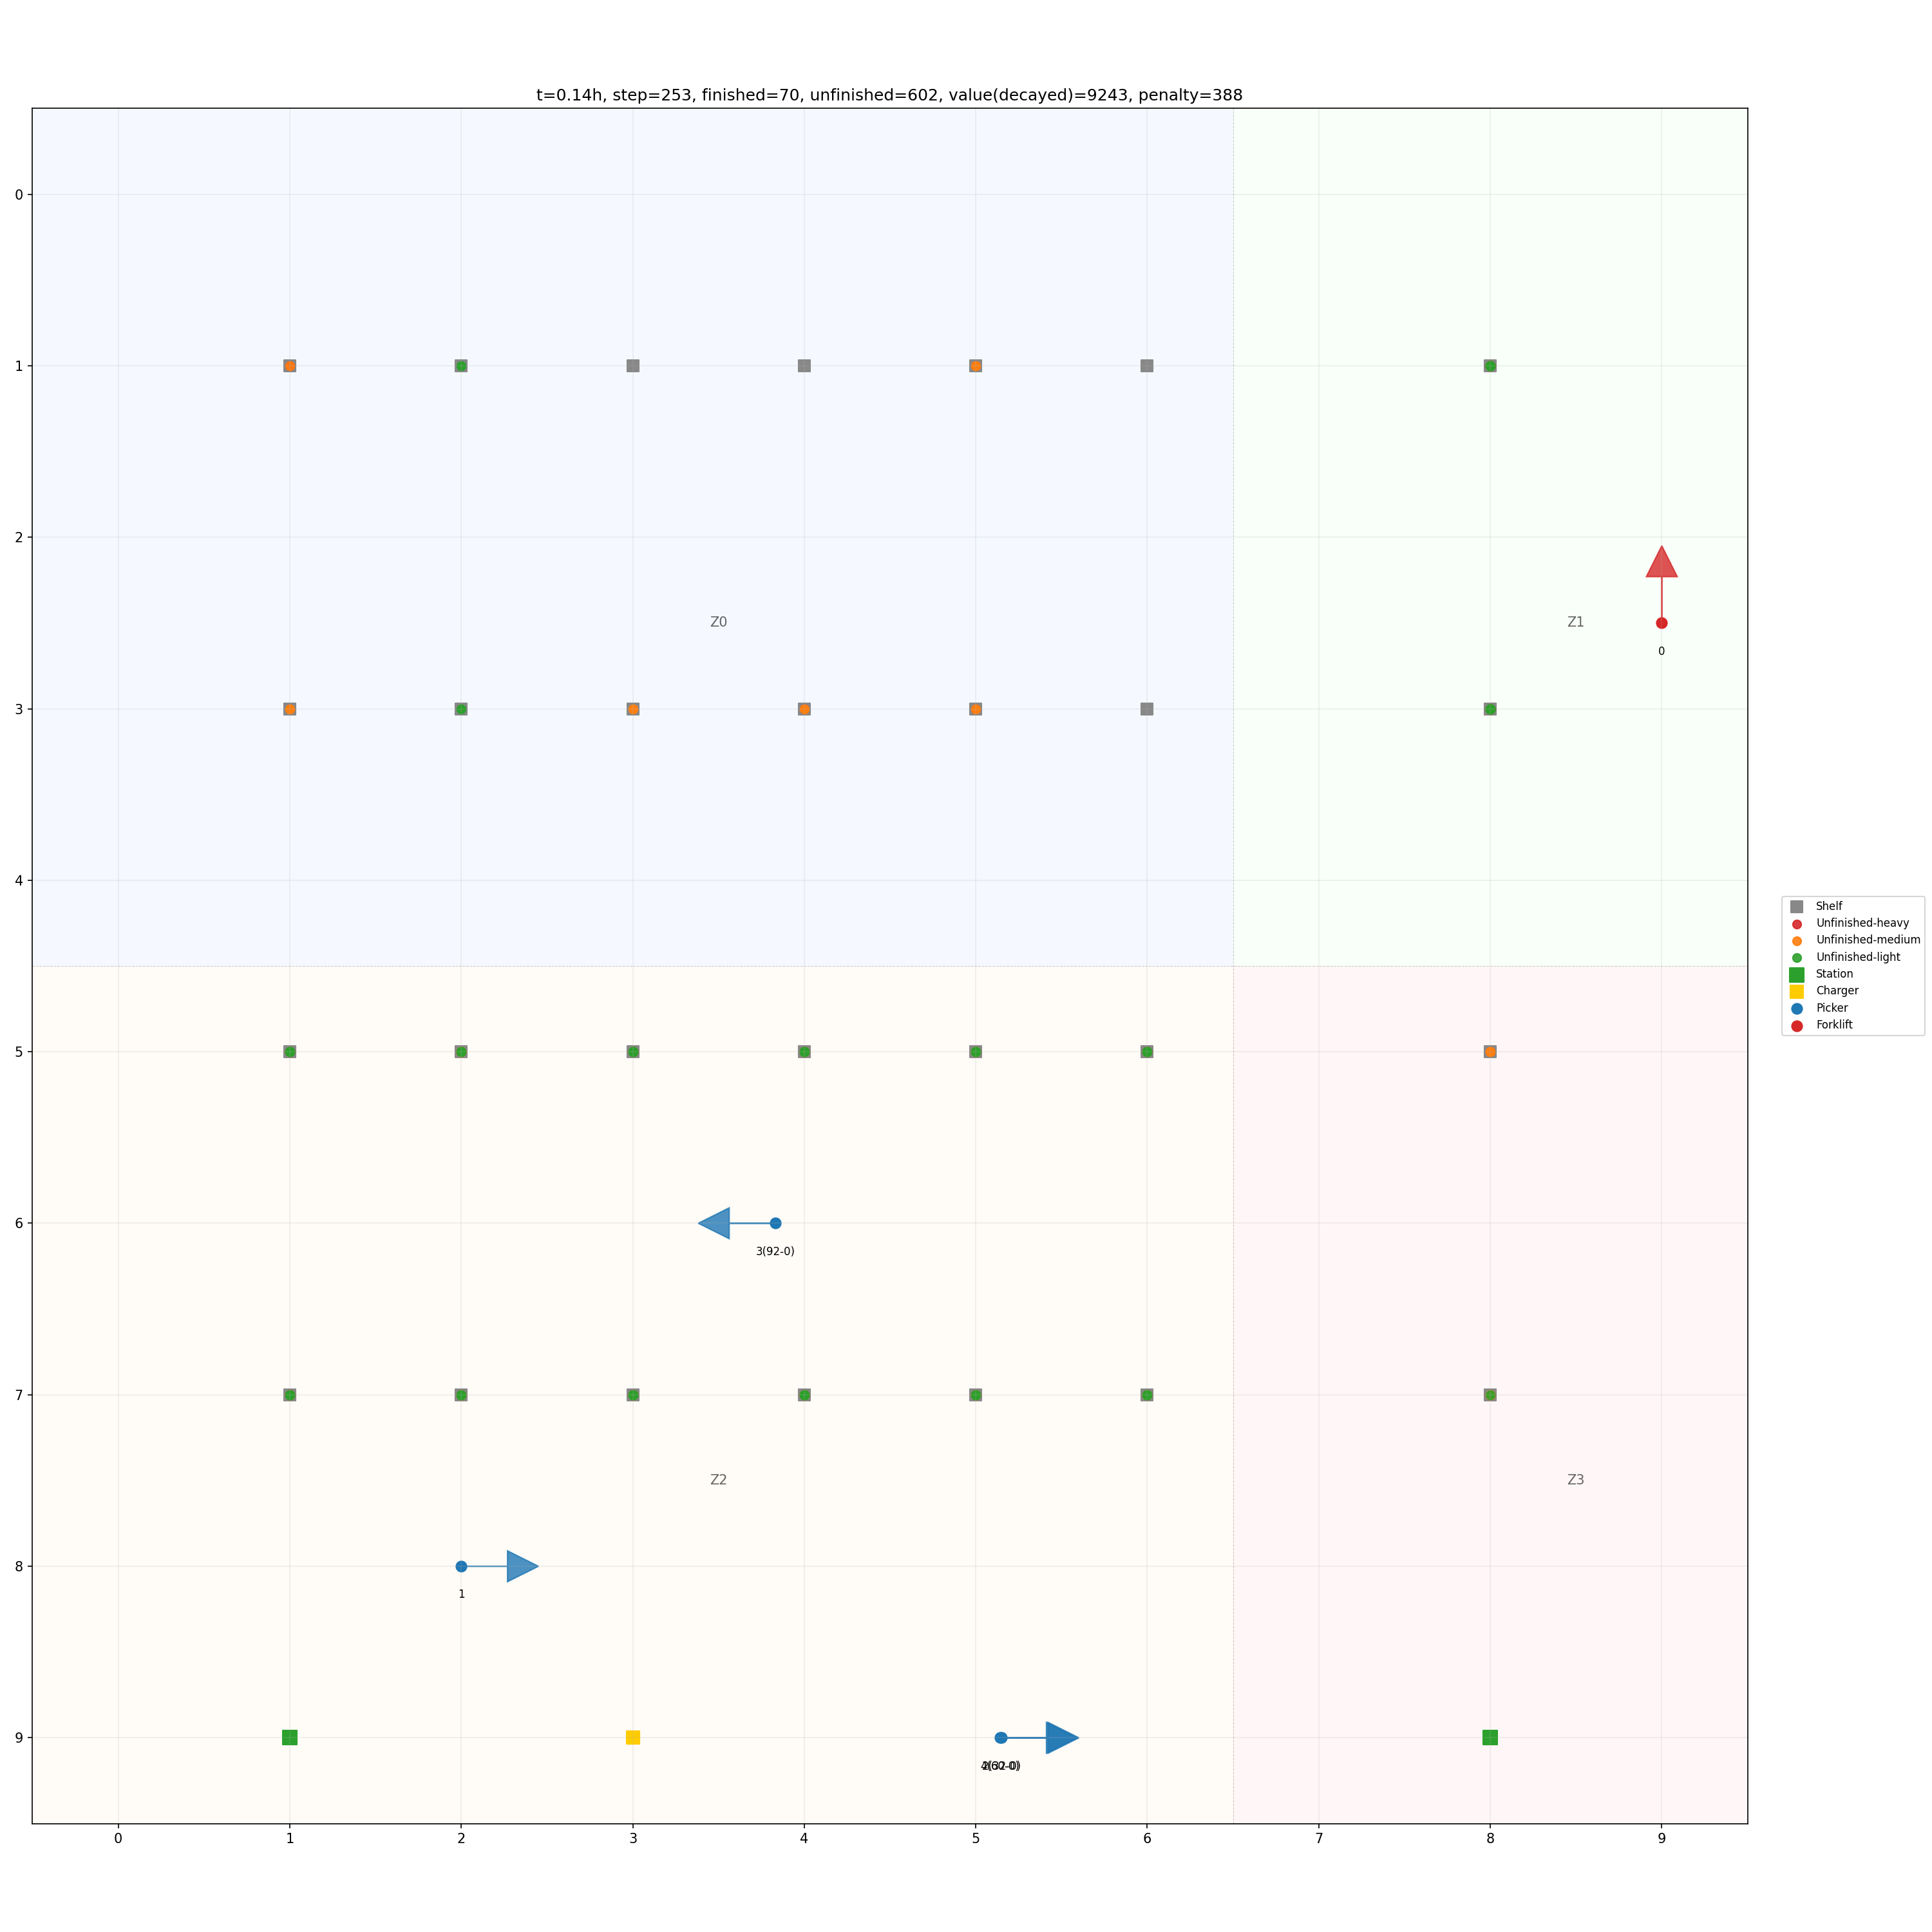 t=0.14h, step=253, finished=70, unfinished=602, value(decayed)=9243, penalty=388
0
1
2
Z0
Z1
0
3
4
Shelf
Unfinished-heavy
Unfinished-medium
Unfinished-light
Station
Charger
Picker
Forklift
5
6
3(92-0)
7
Z2
Z3
8
1
9
0 1 2 3 4 5 6 7 8 9